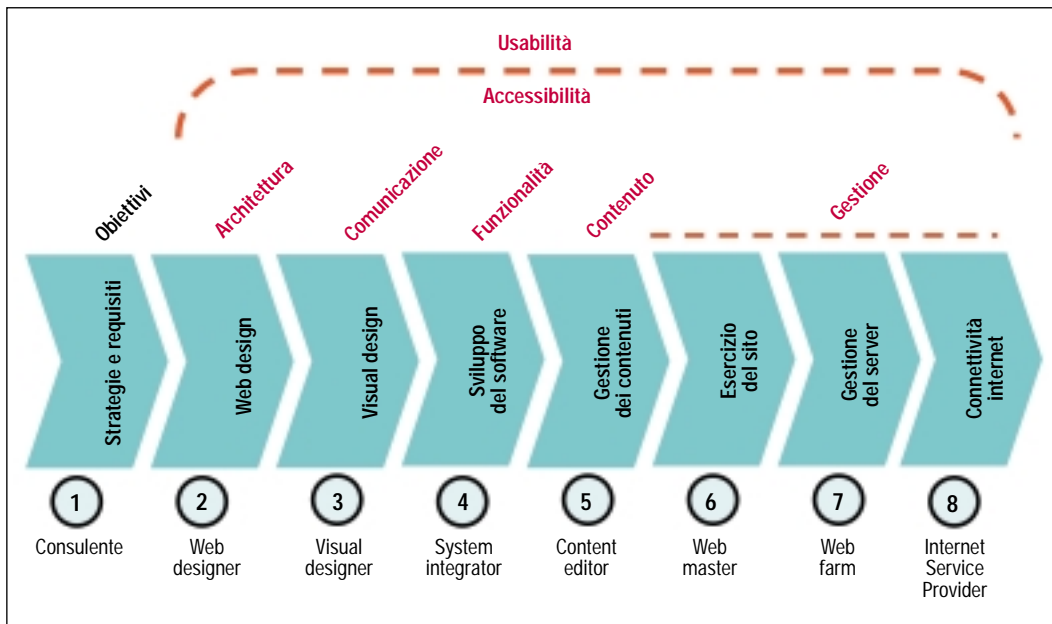 Usabilità
Accessibilità
Obiettivi
Architettura
Comunicazione
Funzionalità
Contenuto
Gestione
Strategie e requisiti
Web design
Visual design
Sviluppo
del software
Gestione
dei contenuti
Esercizio
del sito
Gestione
del server
Connettività
internet
1
2
3
4
5
6
7
8
Consulente
Web
designer
Visual
designer
System
integrator
Content
editor
Web
master
Web
farm
Internet
Service
Provider